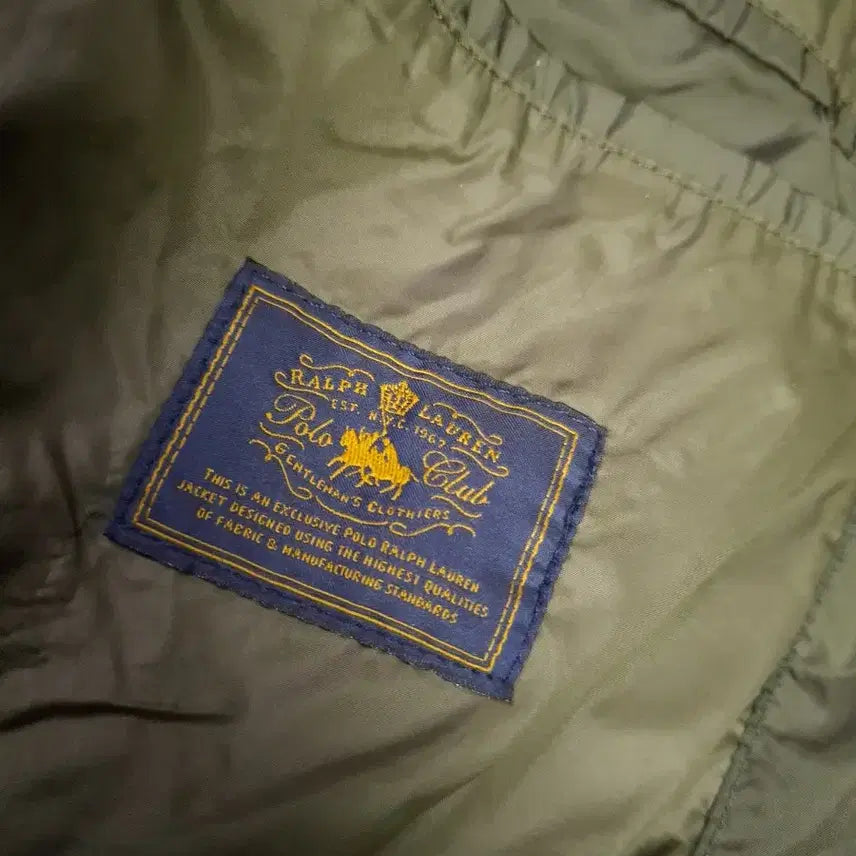 RALPH LAUREN
EST. N.Y.C. 1967
Polo Club
GENTLEMAN'S CLOTHIERS
THIS IS AN EXCLUSIVE POLO RALPH LAUREN
JACKET DESIGNED USING THE HIGHEST QUALITIES
OF FABRIC & MANUFACTURING STANDARDS